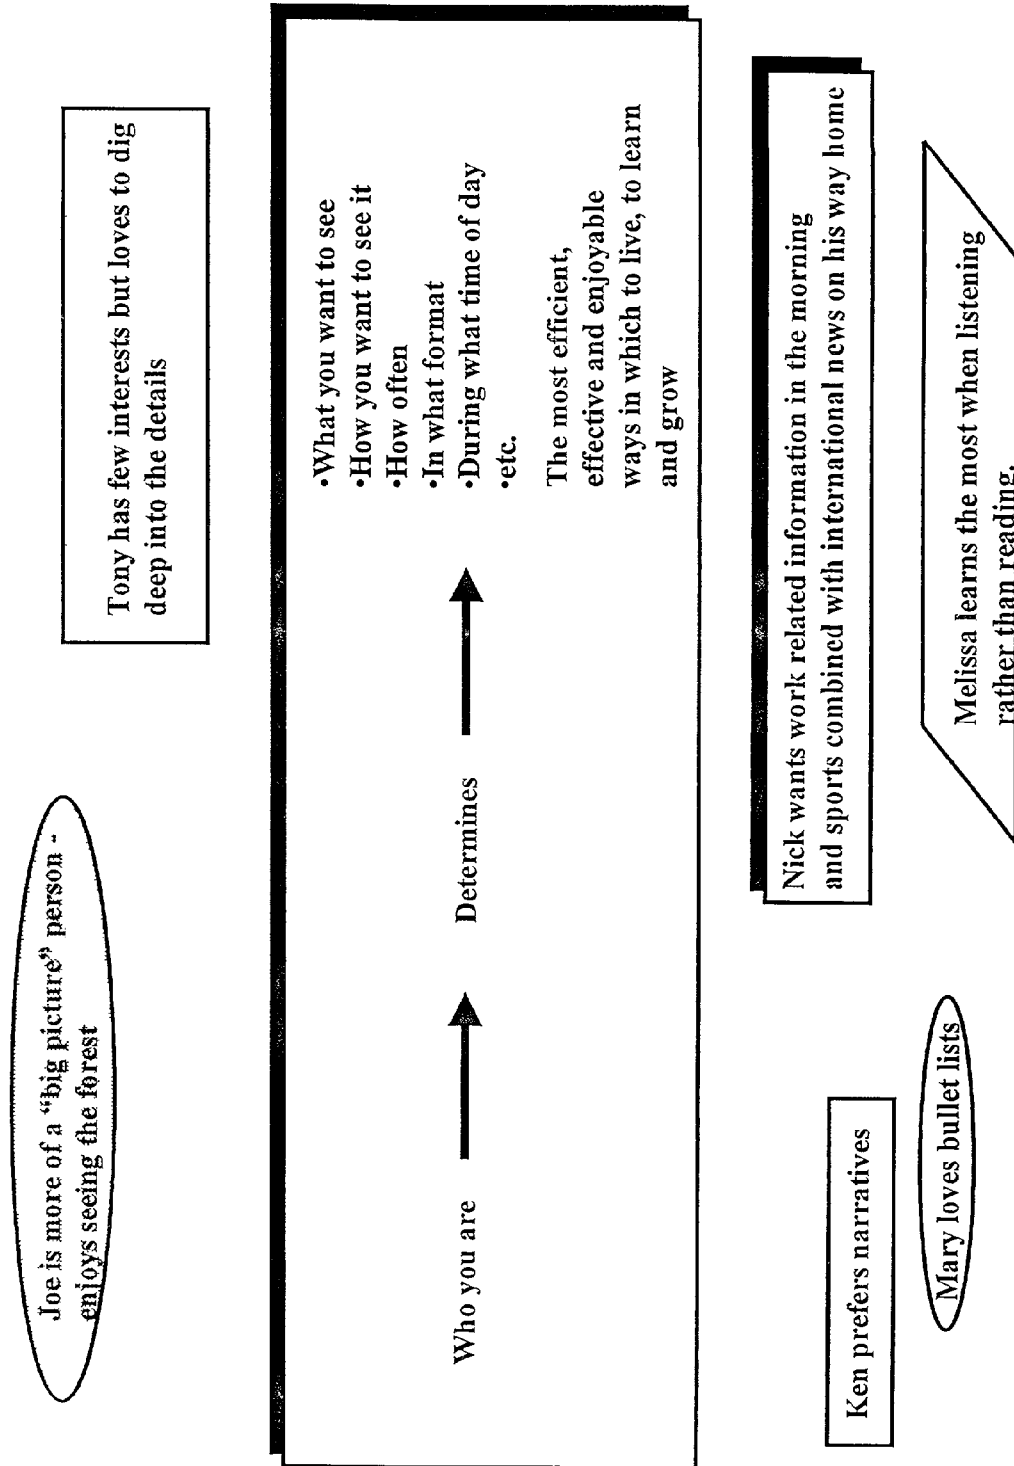 Joe is more of a “big picture” person -
enjoys seeing the forest
Tony has few interests but loves to dig
deep into the details
Who you are
Determines
•What you want to see
•How you want to see it
•How often
•In what format
•During what time of day
•etc.
The most efficient,
effective and enjoyable
ways in which to live, to learn
and grow
Ken prefers narratives
Nick wants work related information in the morning
and sports combined with international news on his way home
Mary loves bullet lists
Melissa learns the most when listening
rather than reading.